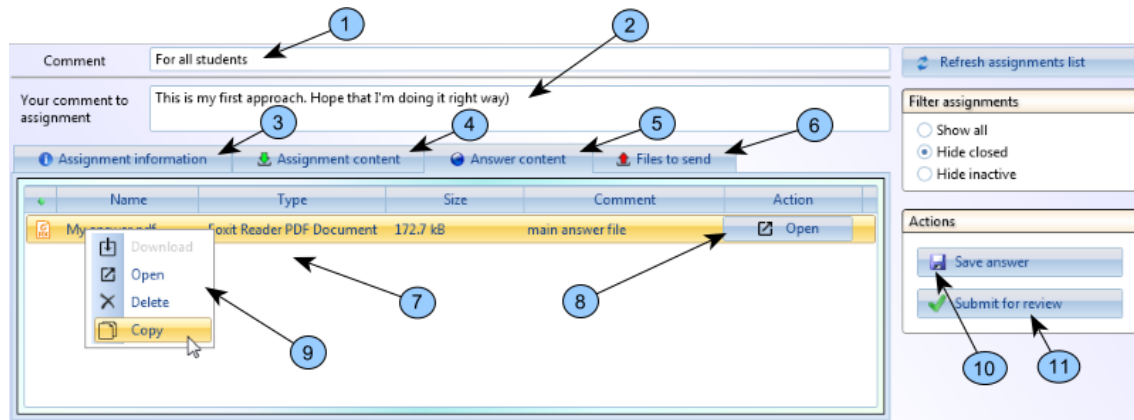 1
2
Comment
For all students
Refresh assignments list
Your comment to
assignment
This is my first approach. Hope that I'm doing it right way)
Filter assignments
3
4
5
6
Show all
Hide closed
Hide inactive
Assignment information
Assignment content
Answer content
Files to send
Name
Type
Size
Comment
Action
My answer.pdf
Foxit Reader PDF Document
172.7 kB
main answer file
Open
Actions
Download
Open
Delete
Copy
7
8
9
Save answer
Submit for review
10
11